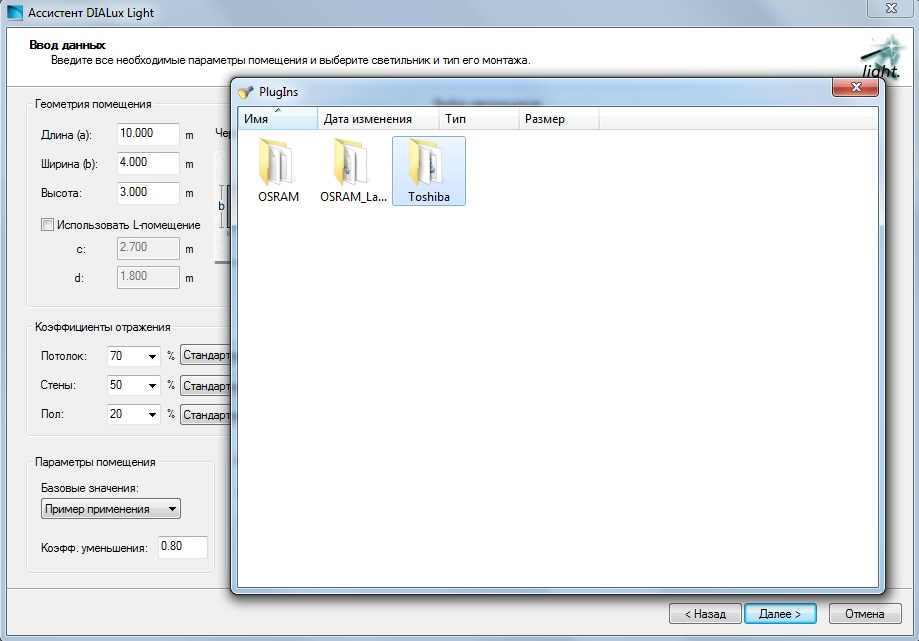 Ассистент DIALux Light
Ввод данных
Введите все необходимые параметры помещения и выберите светильник и тип его монтажа.
light.
Геометрия помещения
Длина (a): 10.000 m
Ширина (b): 4.000 m
Высота: 3.000 m
Использовать L-помещение
c: 2.700 m
d: 1.800 m
b
Коэффициенты отражения
Потолок: 70 % Стандарт
Стены: 50 % Стандарт
Пол: 20 % Стандарт
Параметры помещения
Базовые значения:
Пример применения
Коэфф. уменьшения: 0.80
PlugIns
Имя Дата изменения Тип Размер
OSRAM OSRAM_La... Toshiba
< Назад Далее > Отмена